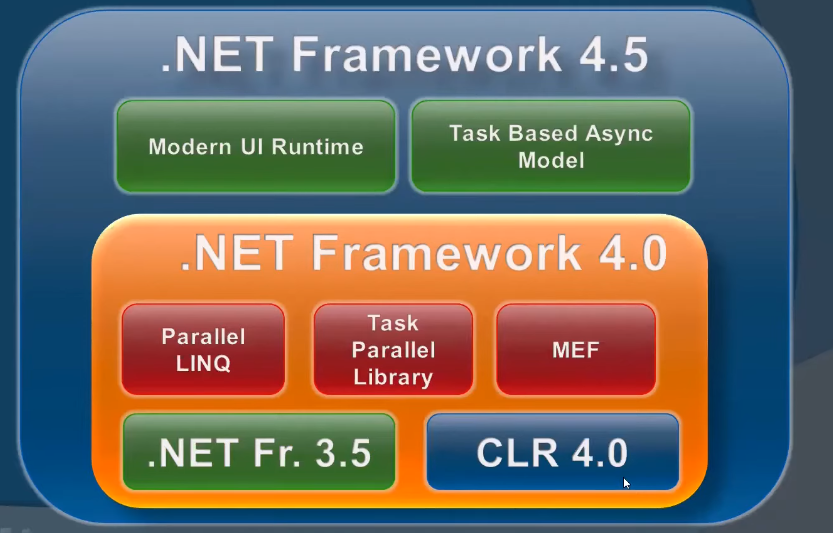 .NET Framework 4.5
Modern UI Runtime
Task Based Async
Model
.NET Framework 4.0
Parallel
LINQ
Task
Parallel
Library
MEF
.NET Fr. 3.5
CLR 4.0